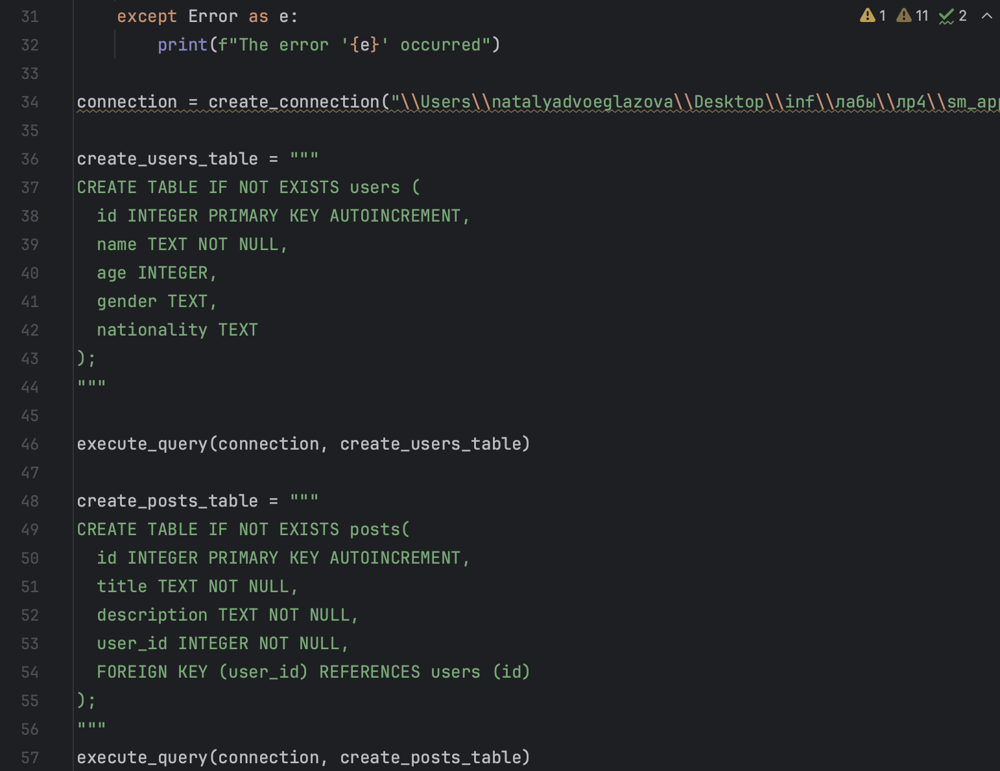 31 except Error as e:
32 print(f"The error '{e}' occurred")
33
34 connection = create_connection("\\Users\\natalyadvoeglazova\\Desktop\\inf\\лабы\\лр4\\sm_app
35
36 create_users_table = """
37 CREATE TABLE IF NOT EXISTS users (
38 id INTEGER PRIMARY KEY AUTOINCREMENT,
39 name TEXT NOT NULL,
40 age INTEGER,
41 gender TEXT,
42 nationality TEXT
43 );
44 """
45
46 execute_query(connection, create_users_table)
47
48 create_posts_table = """
49 CREATE TABLE IF NOT EXISTS posts(
50 id INTEGER PRIMARY KEY AUTOINCREMENT,
51 title TEXT NOT NULL,
52 description TEXT NOT NULL,
53 user_id INTEGER NOT NULL,
54 FOREIGN KEY (user_id) REFERENCES users (id)
55 );
56 """
57 execute_query(connection, create_posts_table)
1 11 2